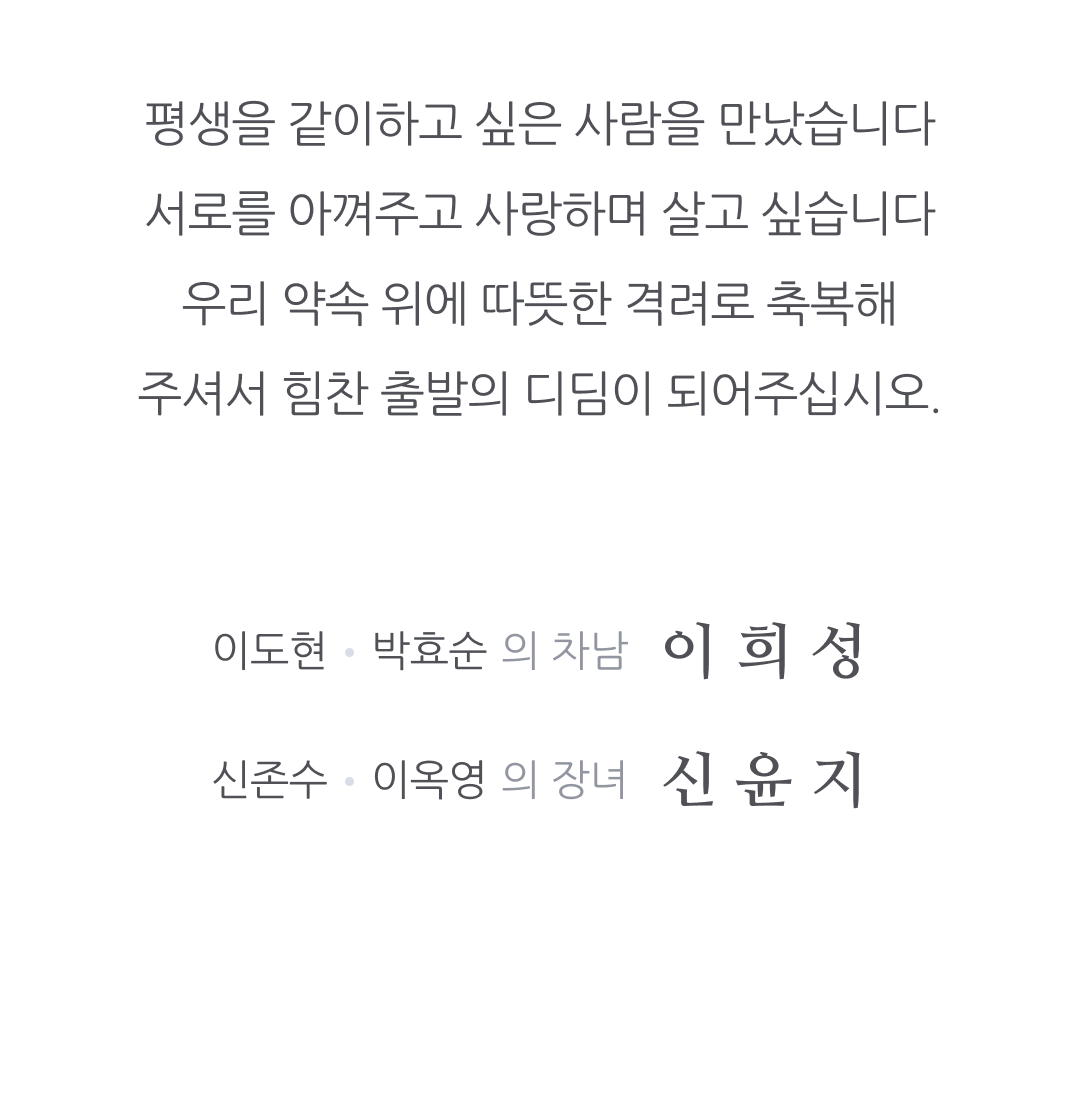 평생을 같이하고 싶은 사람을 만났습니다
서로를 아껴주고 사랑하며 살고 싶습니다
우리 약속 위에 따뜻한 격려로 축복해
주셔서 힘찬 출발의 디딤이 되어주십시오.
이도현 • 박효순 의 차남 이 희 성
신존수 • 이옥영 의 장녀 신 윤 지